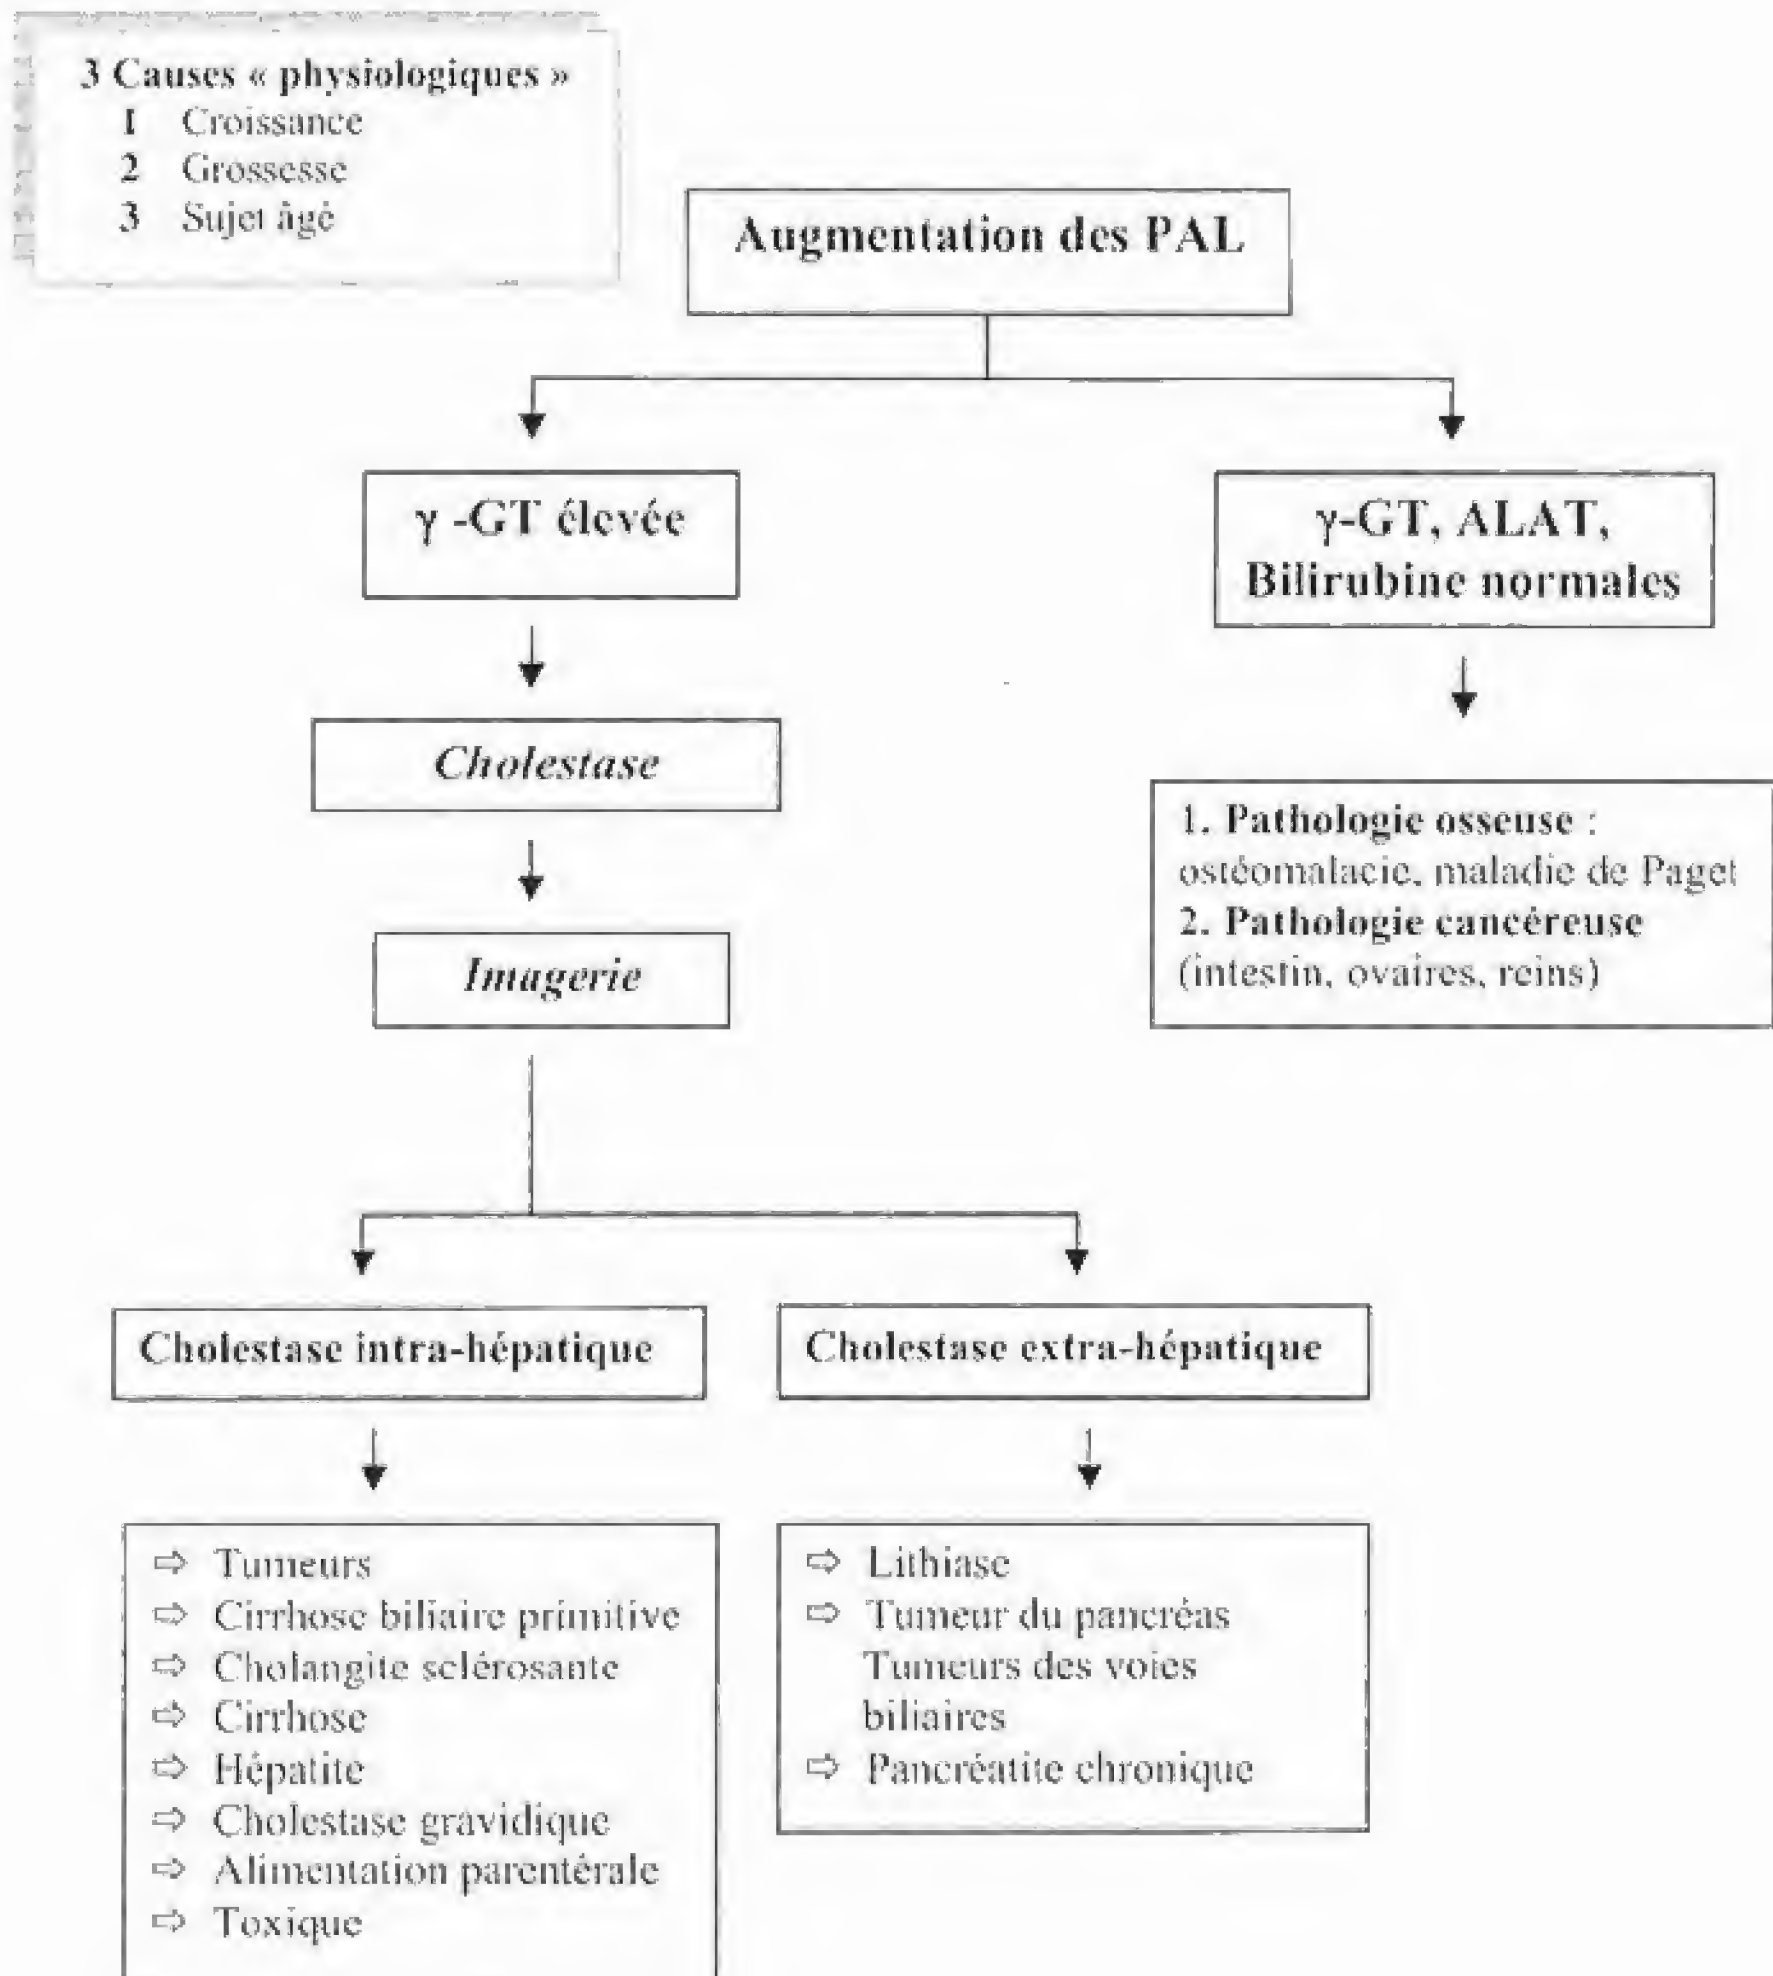 3 Causes « physiologiques »
1 Croissance
2 Grossesse
3 Sujet âgé
Augmentation des PAL
γ -GT élevée
γ-GT, ALAT,
Bilirubine normales
Cholestase
Imagerie
1. Pathologie osseuse :
ostéomalacie, maladie de Paget
2. Pathologie cancéreuse
(intestin, ovaires, reins)
Cholestase intra-hépatique
Cholestase extra-hépatique
⇨ Tumeurs
⇨ Cirrhose biliaire primitive
⇨ Cholangite sclérosante
⇨ Cirrhose
⇨ Hépatite
⇨ Cholestase gravidique
⇨ Alimentation parentérale
⇨ Toxique
⇨ Lithiase
⇨ Tumeur du pancréas
Tumeurs des voies
biliaires
⇨ Pancréatite chronique